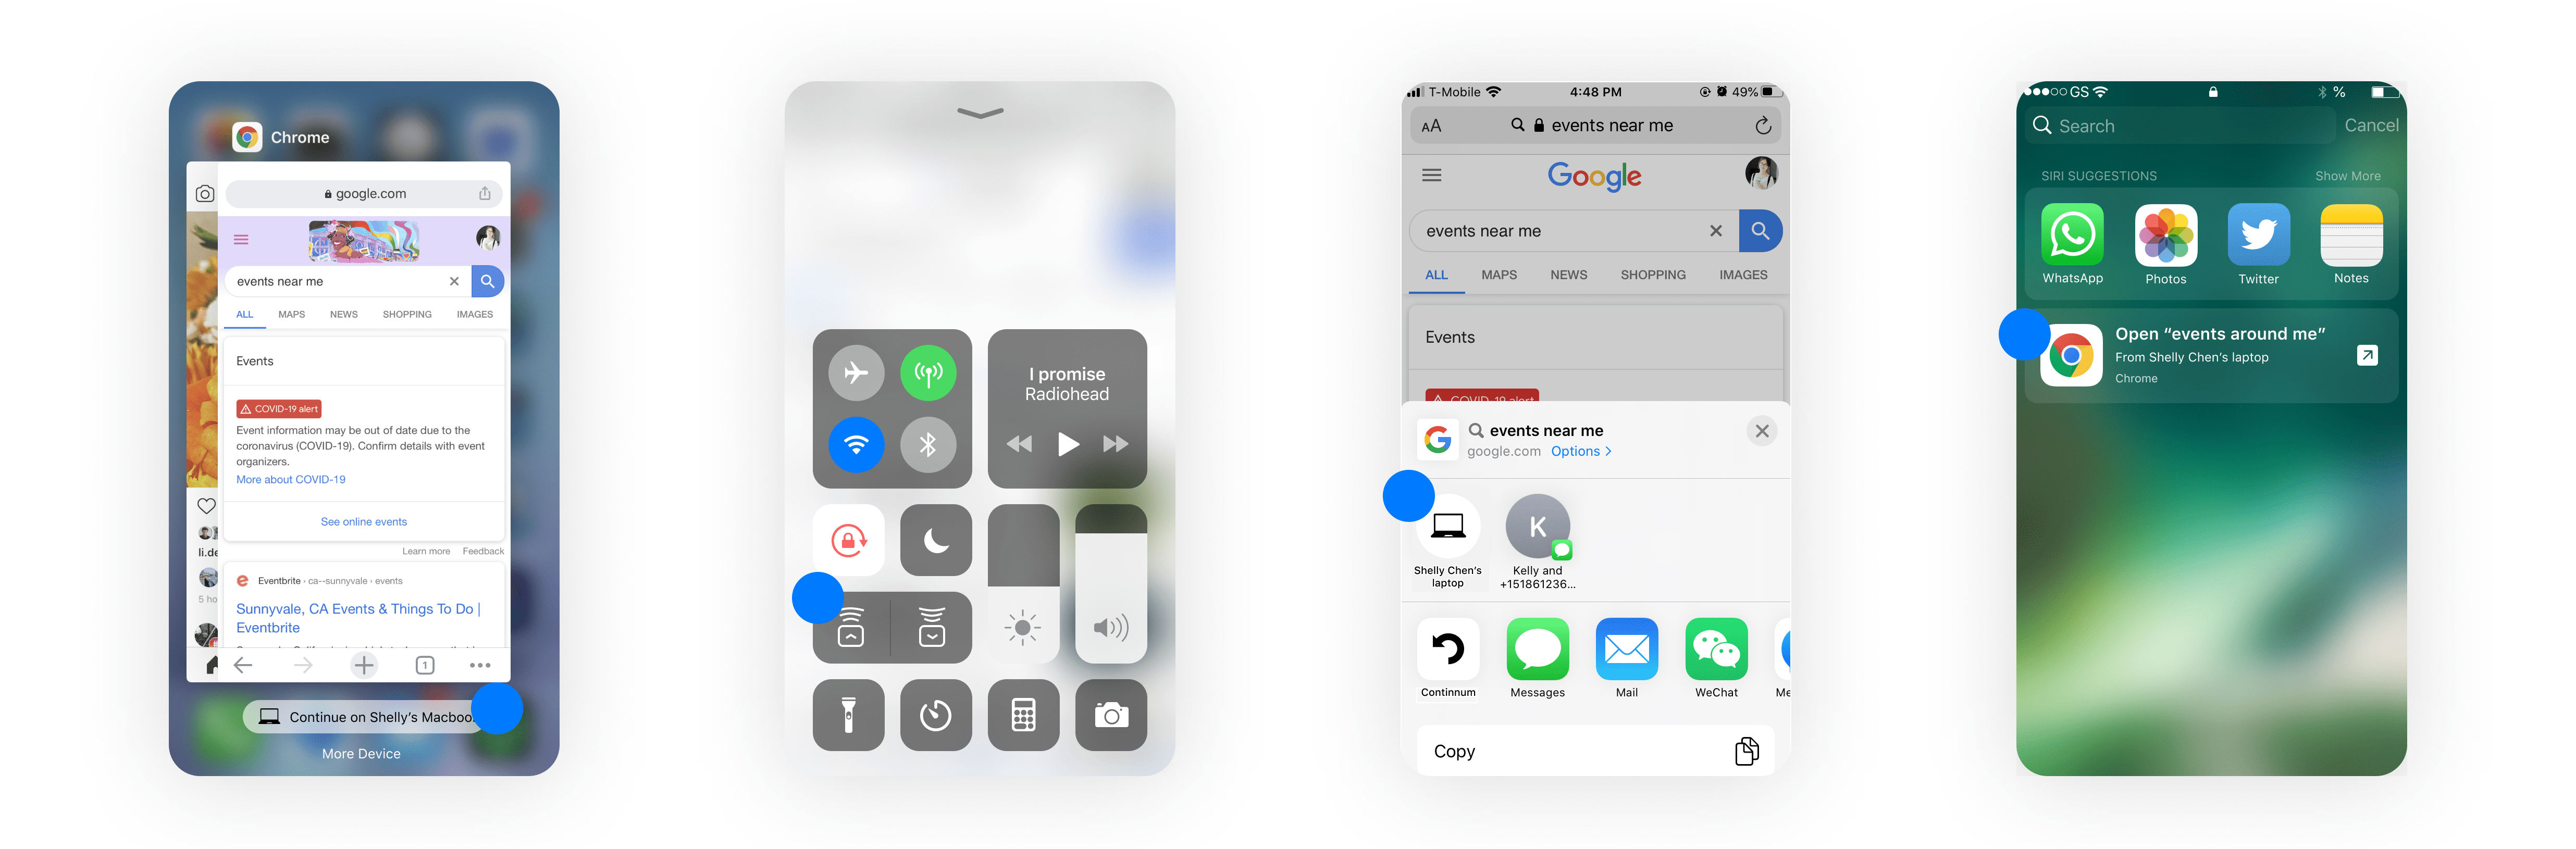 Chrome
google.com
events near me
ALL MAPS NEWS SHOPPING IMAGES
Events
COVID-19 alert
Event information may be out of date due to the
coronavirus (COVID-19). Confirm details with event
organizers.
More about COVID-19
See online events
Learn more Feedback
li.de
5 ho
Eventbrite · ca--sunnyvale · events
Sunnyvale, CA Events & Things To Do |
Eventbrite
1
Continue on Shelly's Macboo
More Device
I promise
Radiohead
T-Mobile 4:48 PM 49%
AA events near me
Google
events near me
ALL MAPS NEWS SHOPPING IMAGES
Events
COVID-19 alert
events near me
google.com Options >
K
Shelly Chen's
laptop
Kelly and
+151861236...
Continnum Messages Mail WeChat Me
Copy
GS %
Search Cancel
SIRI SUGGESTIONS Show More
WhatsApp Photos Twitter Notes
Open “events around me”
From Shelly Chen's laptop
Chrome